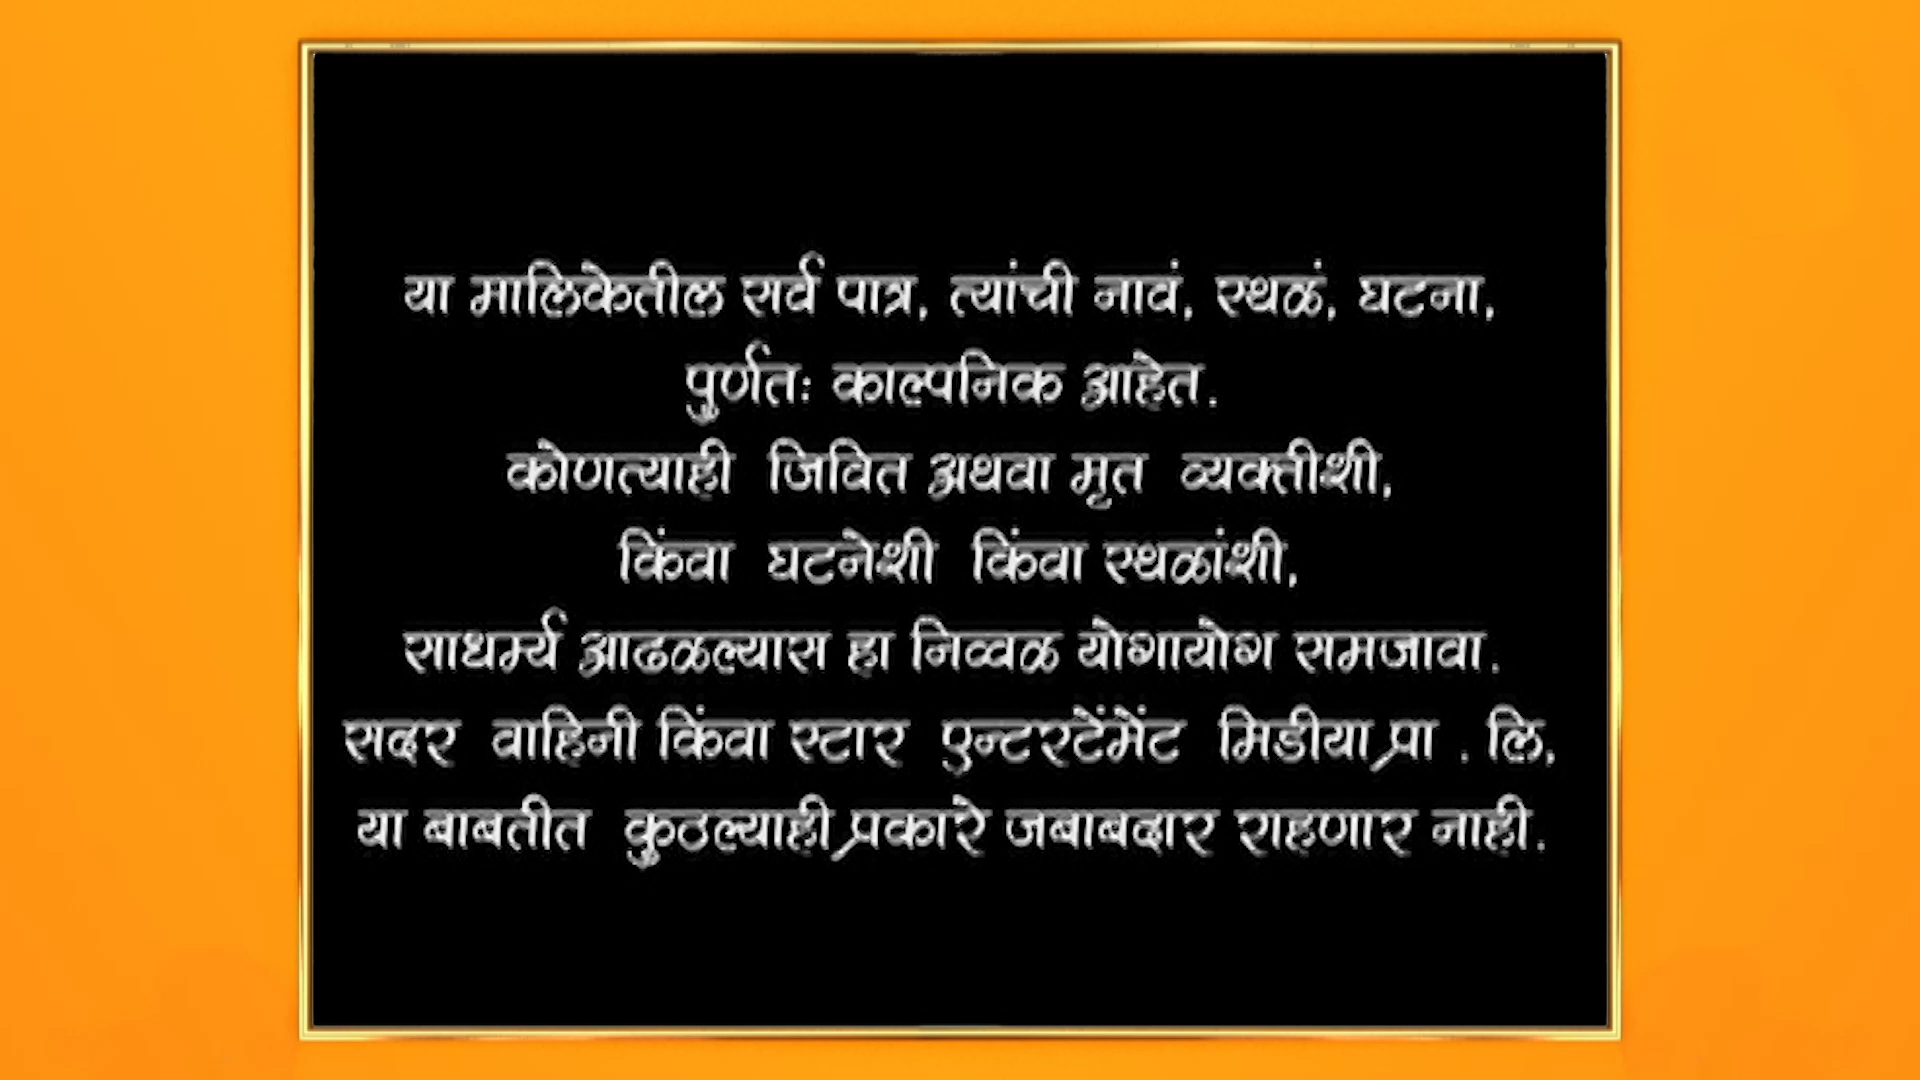 या मालिकेतील सर्व पात्र, त्यांची नावं, स्थळं, घटना,
पुर्णतः काल्पनिक आहेत.
कोणत्याही जिवित अथवा मृत व्यक्तीशी,
किंवा घटनेशी किंवा स्थळांशी,
साधर्म्य आढळल्यास हा निव्वळ योगायोग समजावा.
सदर वाहिनी किंवा स्टार एन्टरटेंमेंट मिडीया प्रा . लि,
या बाबतीत कुठल्याही प्रकारे जबाबदार राहणार नाही.